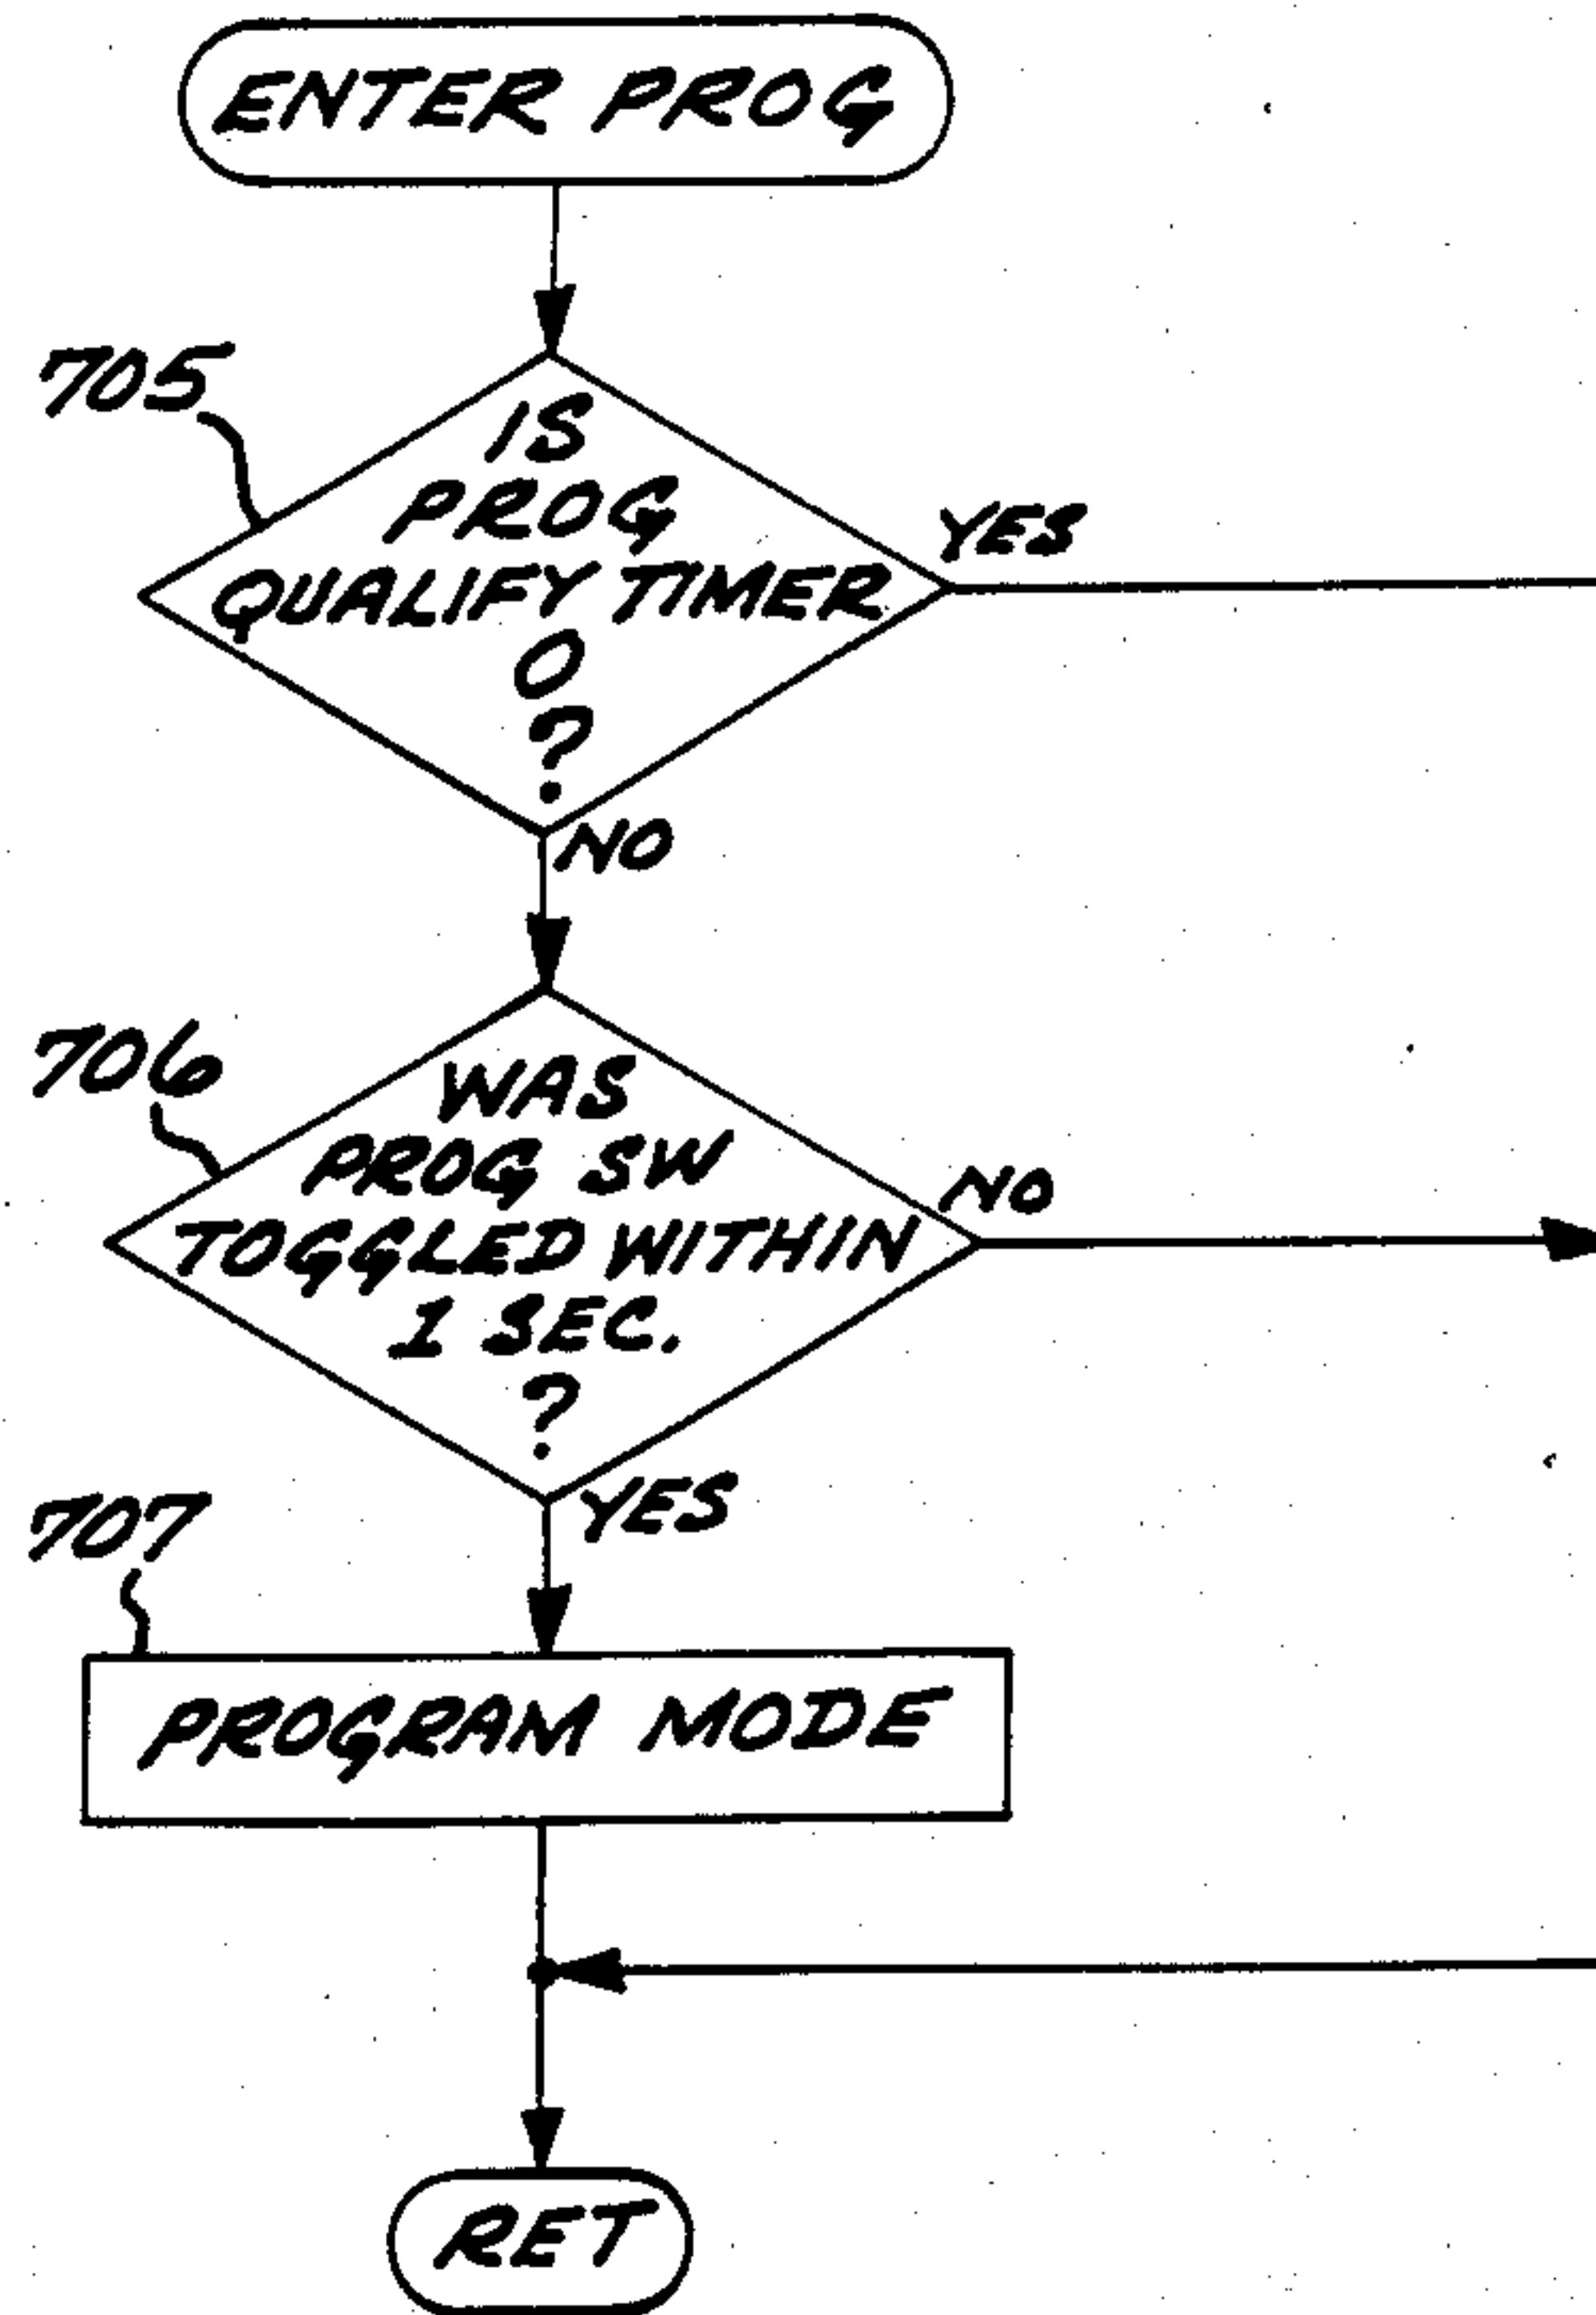 ENTER PROG
705
IS
PROG
QUALIFY TIMER
0
?
YES
NO
706
WAS
PROG SW
TOGGLED WITHIN
1 SEC.
?
NO
YES
707
PROGRAM MODE
RET